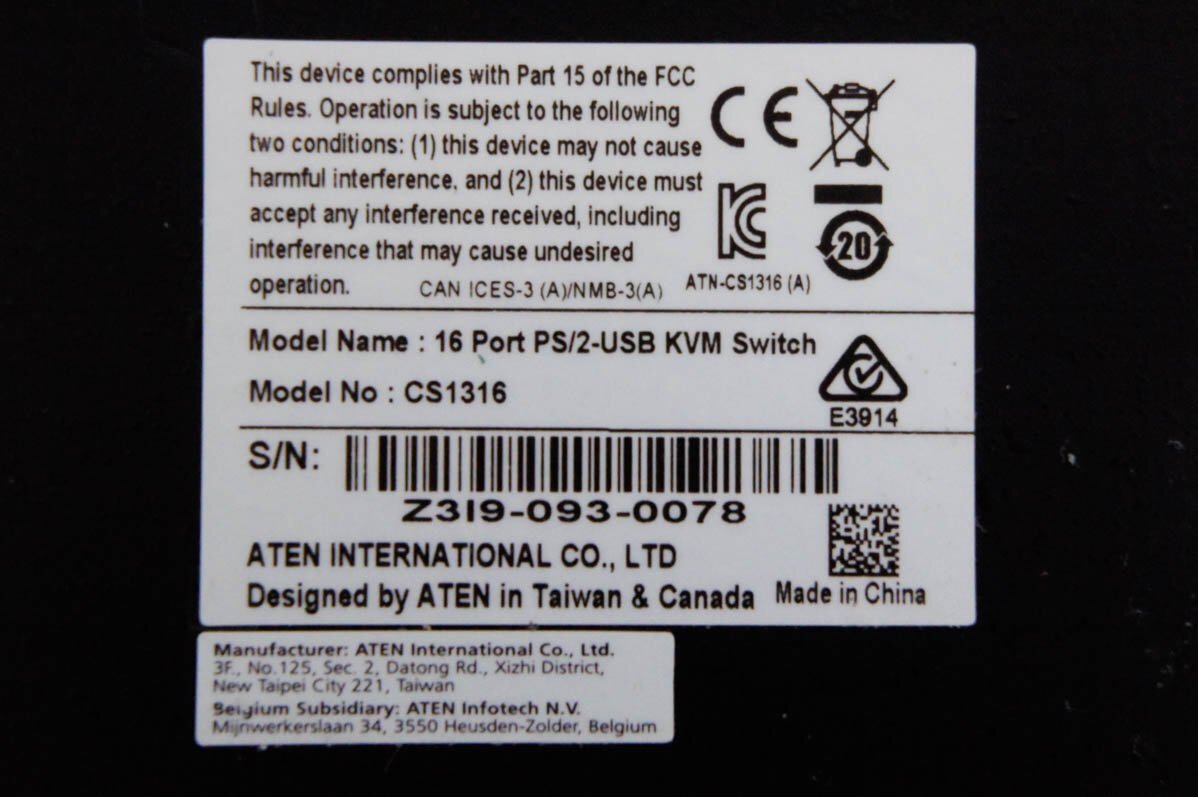 This device complies with Part 15 of the FCC
Rules. Operation is subject to the following
two conditions: (1) this device may not cause
harmful interference, and (2) this device must
accept any interference received, including
interference that may cause undesired
operation.
CAN ICES-3 (A)/NMB-3(A)
CE
KC
20
ATN-CS1316 (A)
Model Name : 16 Port PS/2-USB KVM Switch
Model No : CS1316
E3914
S/N:
Z3I9-093-0078
ATEN INTERNATIONAL CO., LTD
Designed by ATEN in Taiwan & Canada
Made in China
Manufacturer: ATEN International Co., Ltd.
3F., No.125, Sec. 2, Datong Rd., Xizhi District,
New Taipei City 221, Taiwan
Belgium Subsidiary: ATEN Infotech N.V.
Mijnwerkerslaan 34, 3550 Heusden-Zolder, Belgium